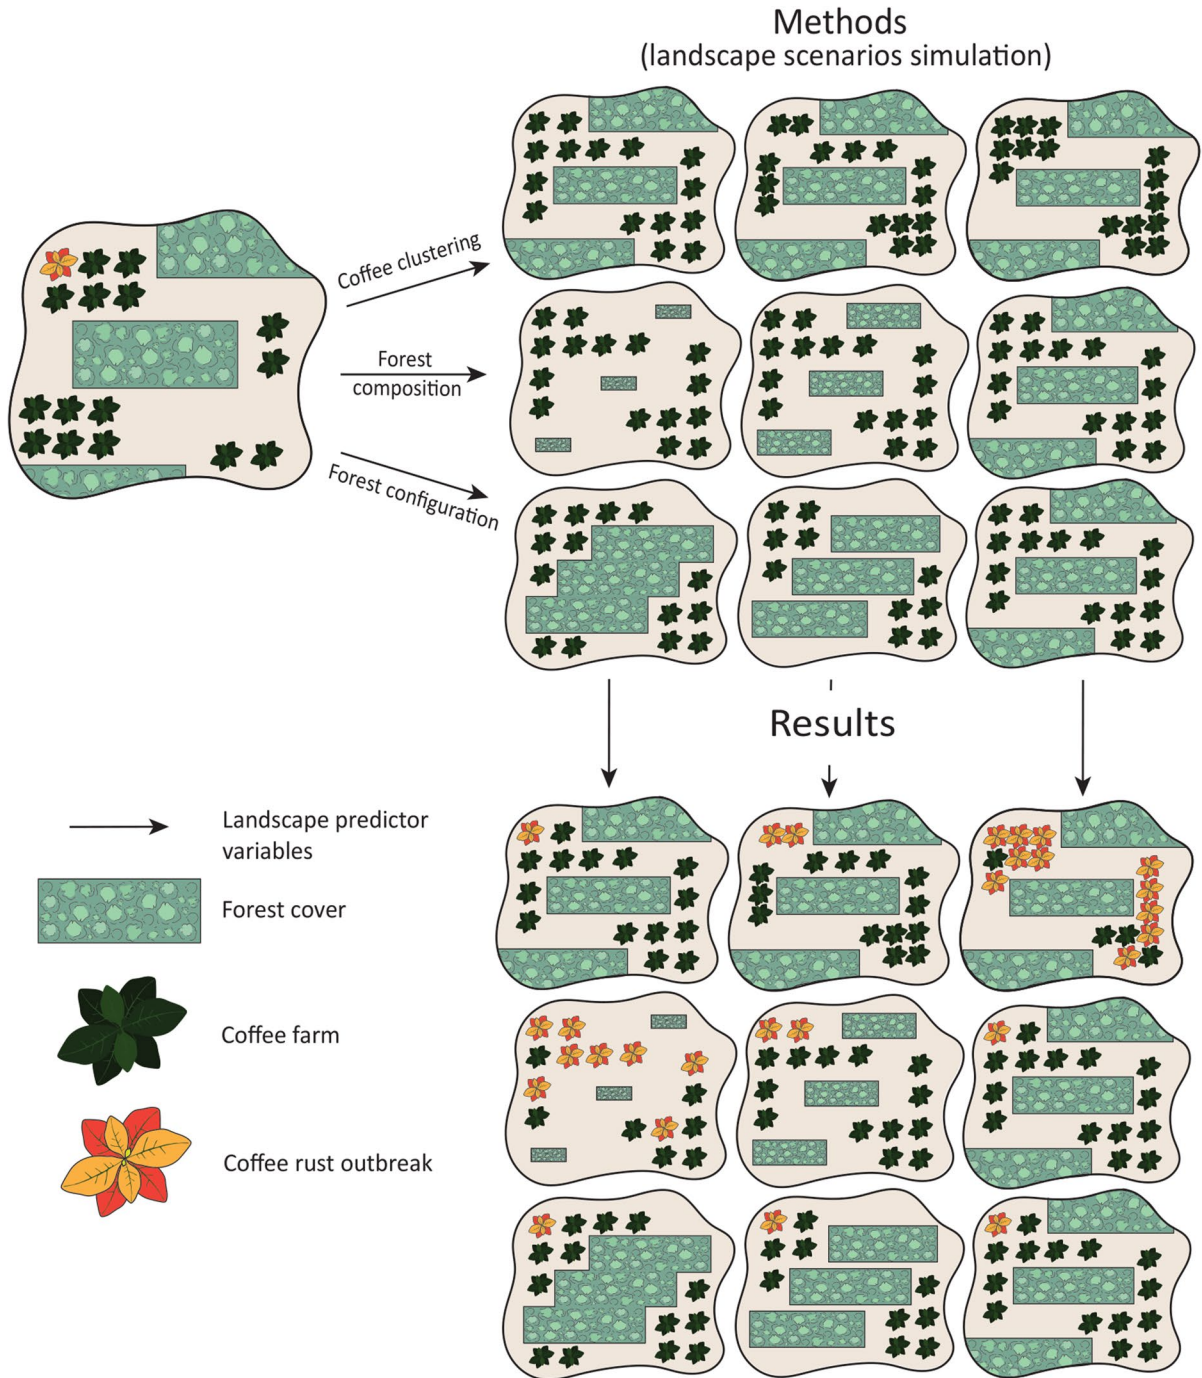 Methods
(landscape scenarios simulation)
Coffee clustering
Forest
composition
Forest configuration
Results
Landscape predictor
variables
Forest cover
Coffee farm
Coffee rust outbreak